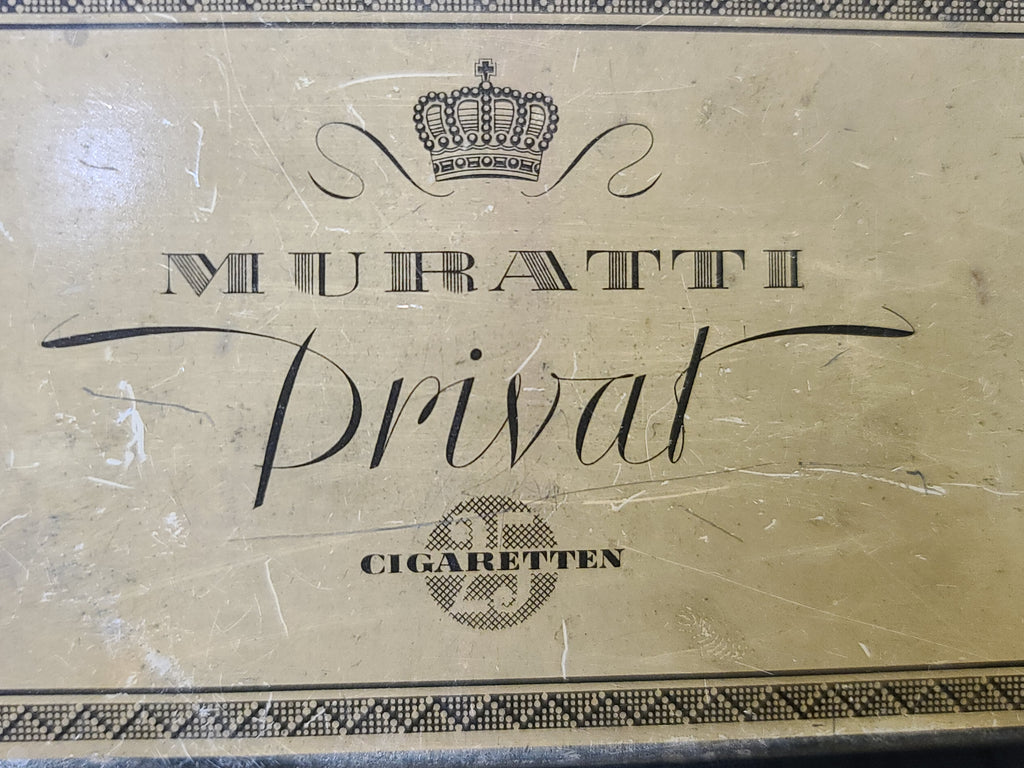 MURATTI
Privat
25
CIGARETTEN